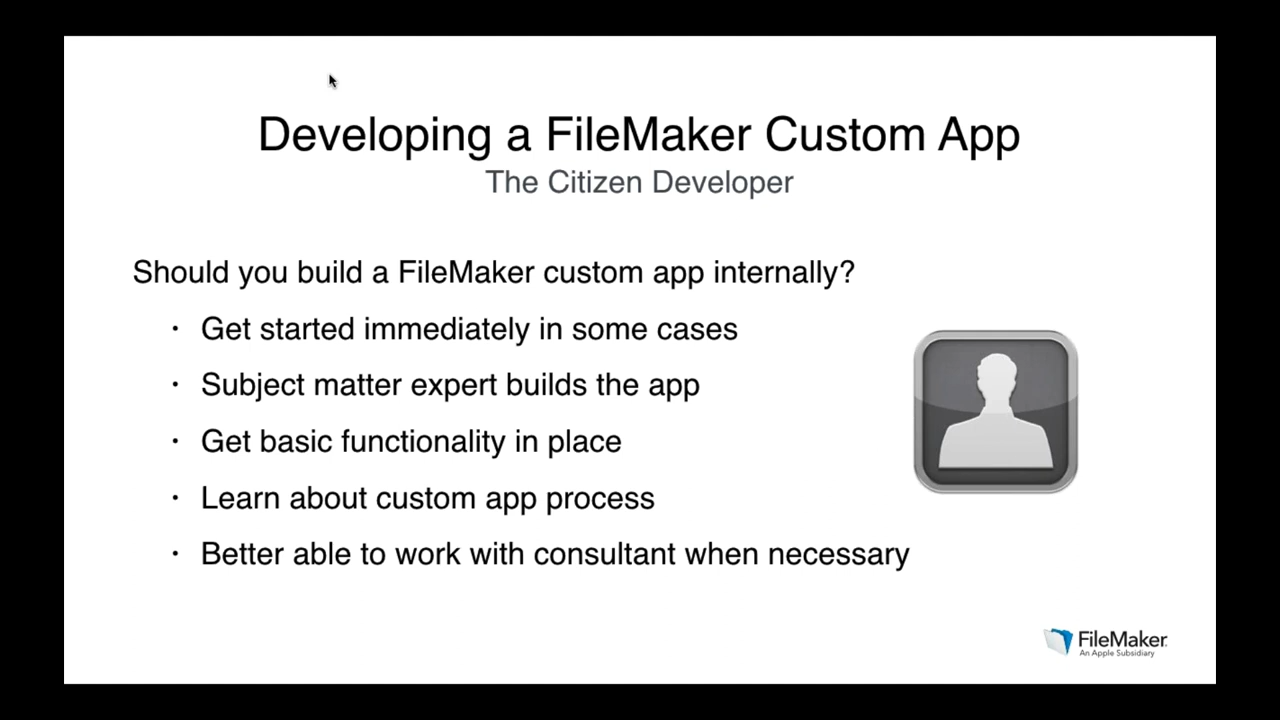 Developing a FileMaker Custom App
The Citizen Developer
Should you build a FileMaker custom app internally?
• Get started immediately in some cases
• Subject matter expert builds the app
• Get basic functionality in place
• Learn about custom app process
• Better able to work with consultant when necessary
FileMaker
An Apple Subsidiary